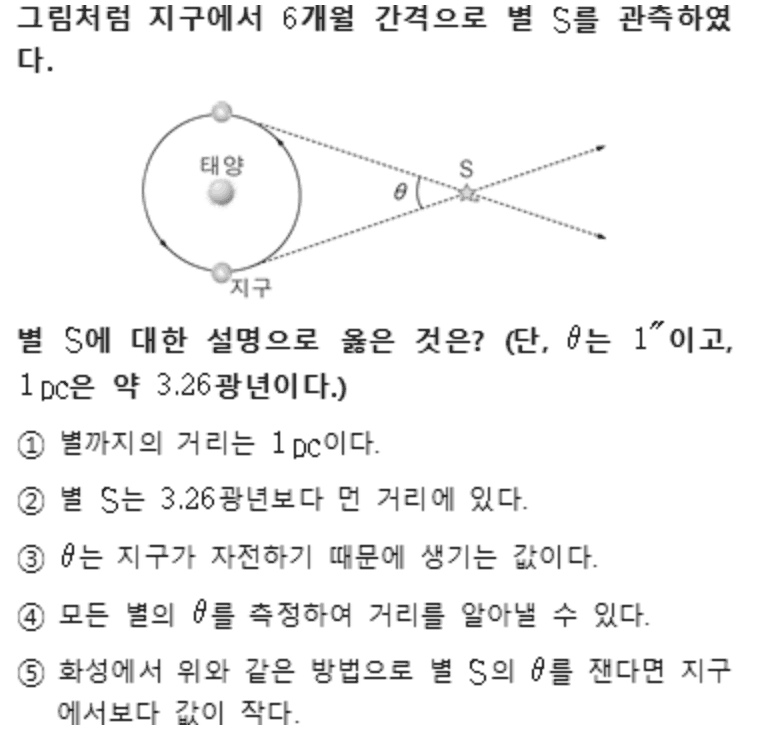 그림처럼 지구에서 6개월 간격으로 별 S를 관측하였
다.
태양
S
θ
지구
별 S에 대한 설명으로 옳은 것은? (단, θ는 1″이고,
1pc은 약 3.26광년이다.)
① 별까지의 거리는 1pc이다.
② 별 S는 3.26광년보다 먼 거리에 있다.
③ θ는 지구가 자전하기 때문에 생기는 값이다.
④ 모든 별의 θ를 측정하여 거리를 알아낼 수 있다.
⑤ 화성에서 위와 같은 방법으로 별 S의 θ를 잰다면 지구
에서보다 값이 작다.